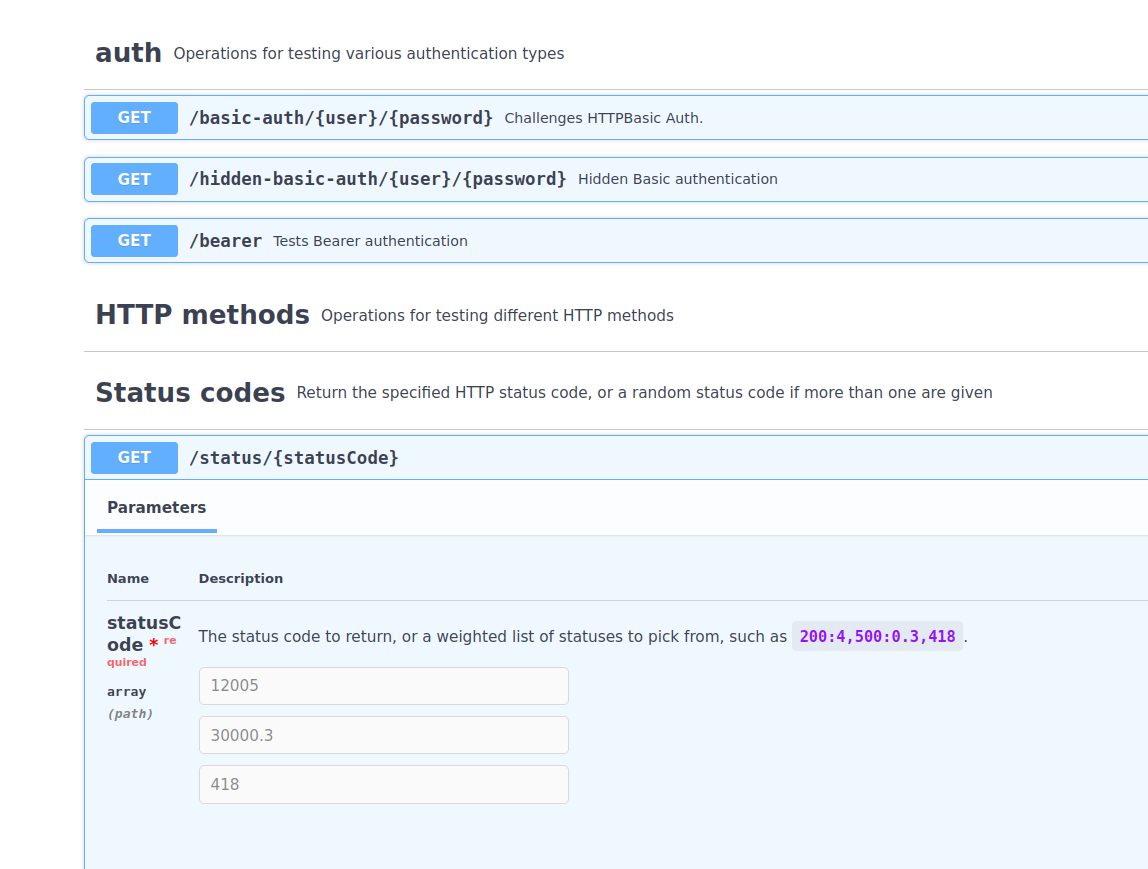 auth Operations for testing various authentication types
GET /basic-auth/{user}/{password} Challenges HTTPBasic Auth.
GET /hidden-basic-auth/{user}/{password} Hidden Basic authentication
GET /bearer Tests Bearer authentication
HTTP methods Operations for testing different HTTP methods
Status codes Return the specified HTTP status code, or a random status code if more than one are given
GET /status/{statusCode}
Parameters
Name Description
statusC
ode * re
quired
array
(path)
The status code to return, or a weighted list of statuses to pick from, such as 200:4,500:0.3,418 .
12005
30000.3
418